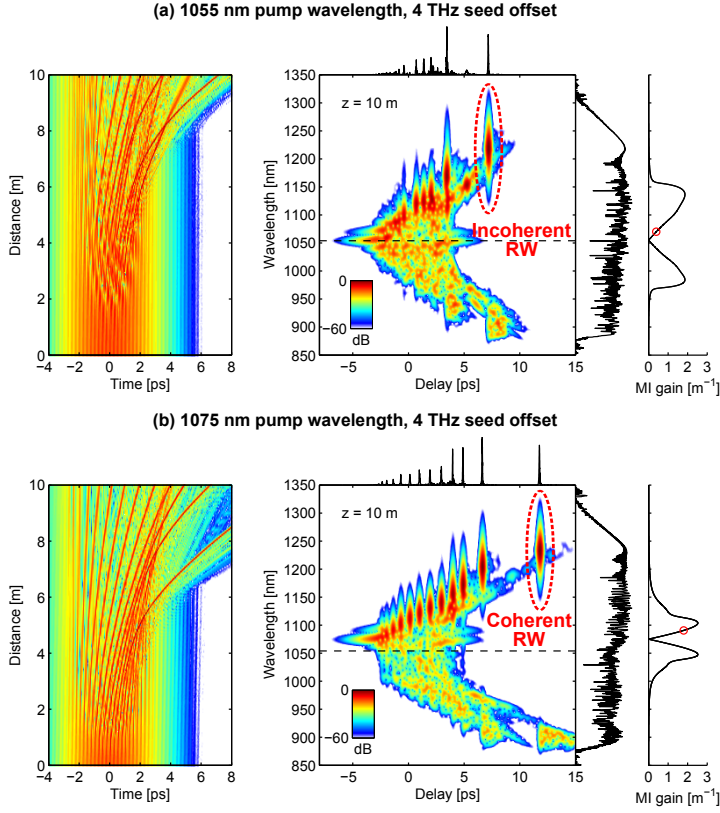 (a) 1055 nm pump wavelength, 4 THz seed offset
10
8
6
4
2
0
Distance [m]
−4 −2 0 2 4 6 8
Time [ps]
1350
1300
1250
1200
1150
1100
1050
1000
950
900
850
Wavelength [nm]
z = 10 m
Incoherent
RW
0
−60
dB
−5 0 5 10 15
Delay [ps]
0 1 2 3
MI gain [m−1]
(b) 1075 nm pump wavelength, 4 THz seed offset
10
8
6
4
2
0
Distance [m]
−4 −2 0 2 4 6 8
Time [ps]
1350
1300
1250
1200
1150
1100
1050
1000
950
900
850
Wavelength [nm]
z = 10 m
Coherent
RW
0
−60
dB
−5 0 5 10 15
Delay [ps]
0 1 2 3
MI gain [m−1]